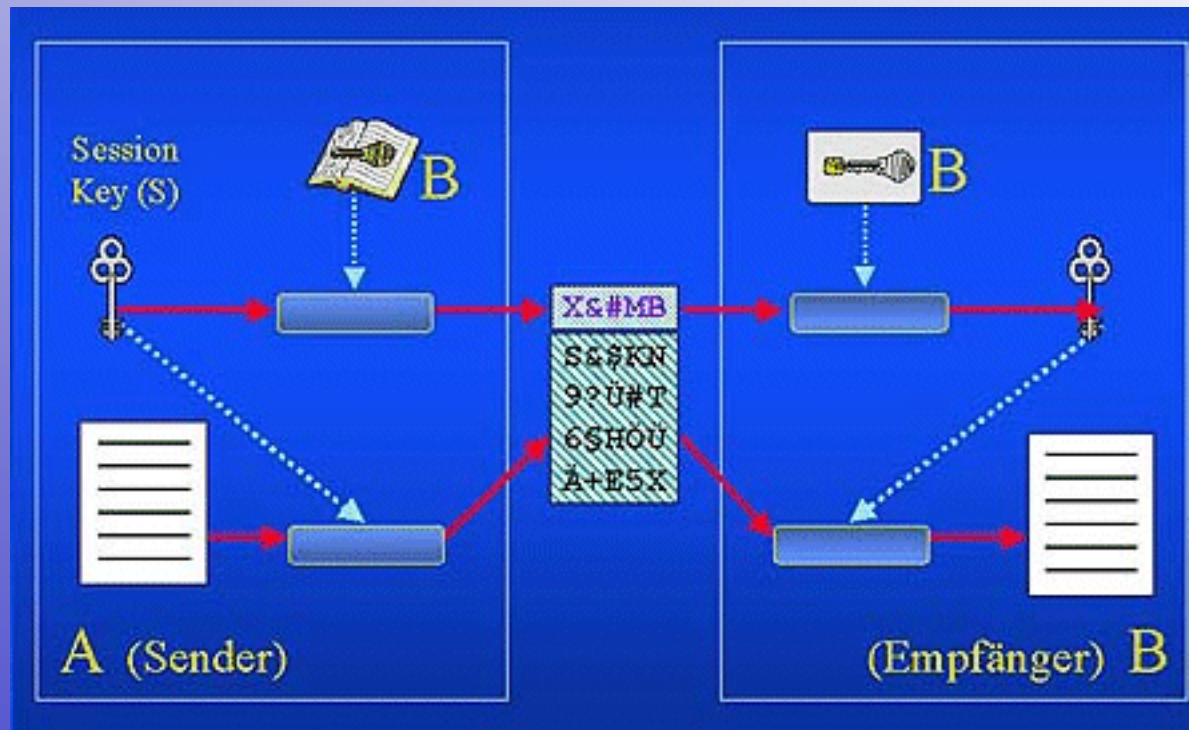 Session
Key (S)
B
B
X&#MB
S&$KN
9?Ü#T
6§HOU
Ä+E5X
A (Sender)
(Empfänger) B